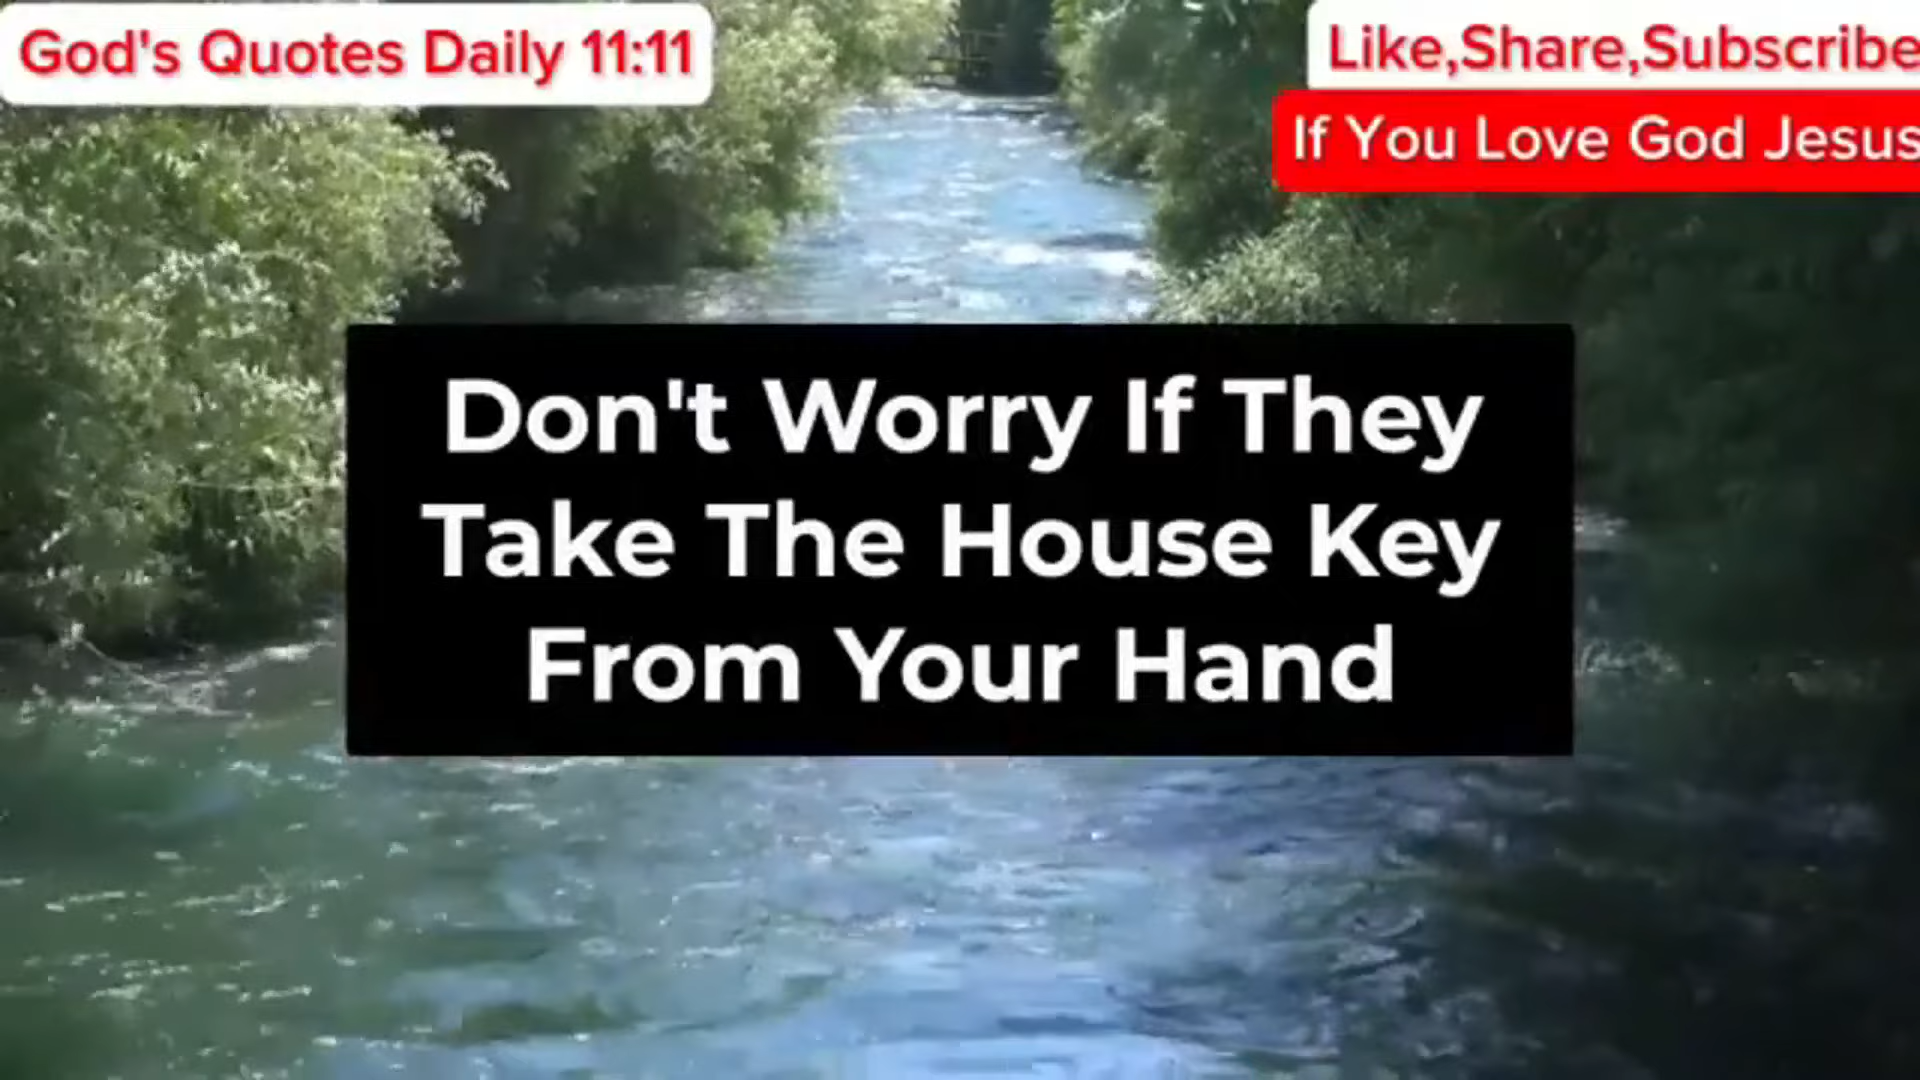 God's Quotes Daily 11:11
Like,Share,Subscribe
If You Love God Jesus
Don't Worry If They
Take The House Key
From Your Hand